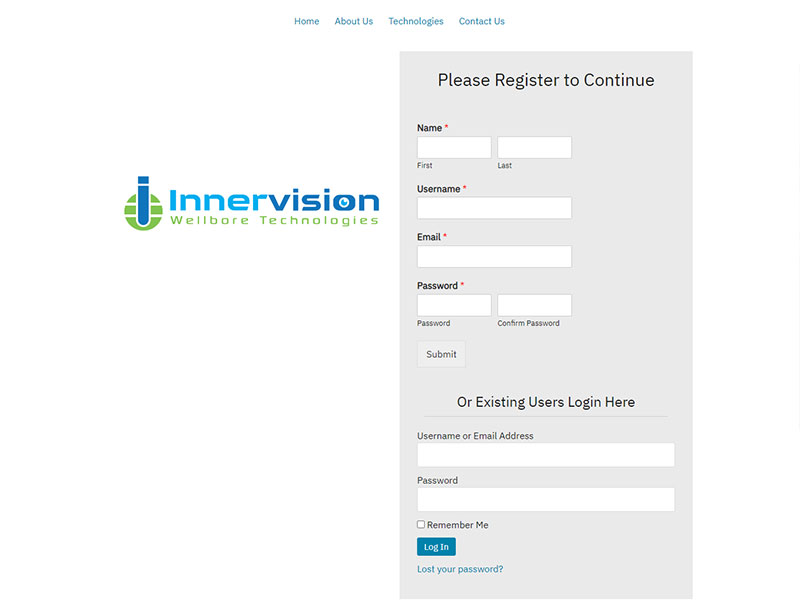 Home About Us Technologies Contact Us
Please Register to Continue
Innervision
Wellbore Technologies
Name *
First Last
Username *
Email *
Password *
Password Confirm Password
Submit
Or Existing Users Login Here
Username or Email Address
Password
Remember Me
Log In
Lost your password?